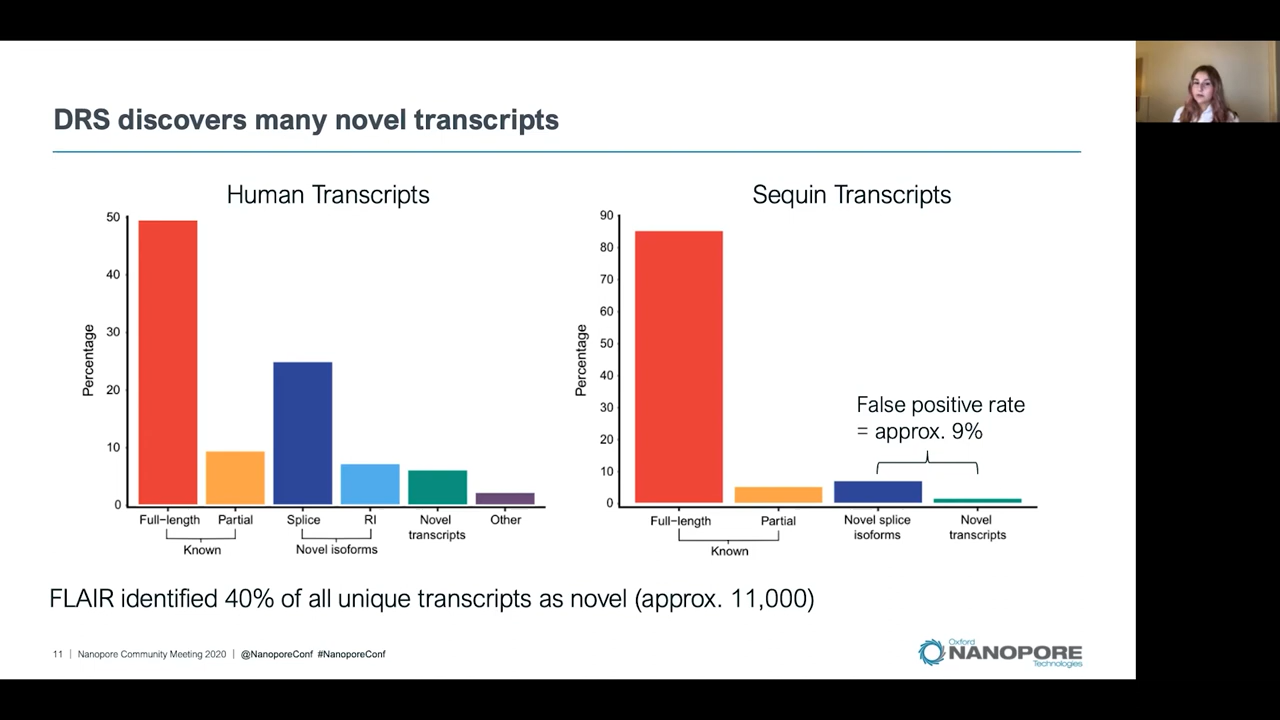 DRS discovers many novel transcripts
Human Transcripts
50
40
30
20
10
0
Percentage
Full-length
Partial
Splice
RI
Novel
transcripts
Other
Known
Novel isoforms
Sequin Transcripts
90
80
70
60
50
40
30
20
10
0
Percentage
False positive rate
= approx. 9%
Full-length
Partial
Novel splice
isoforms
Novel
transcripts
Known
FLAIR identified 40% of all unique transcripts as novel (approx. 11,000)
11 | Nanopore Community Meeting 2020 | @NanoporeConf #NanoporeConf
Oxford
NANOPORE
Technologies